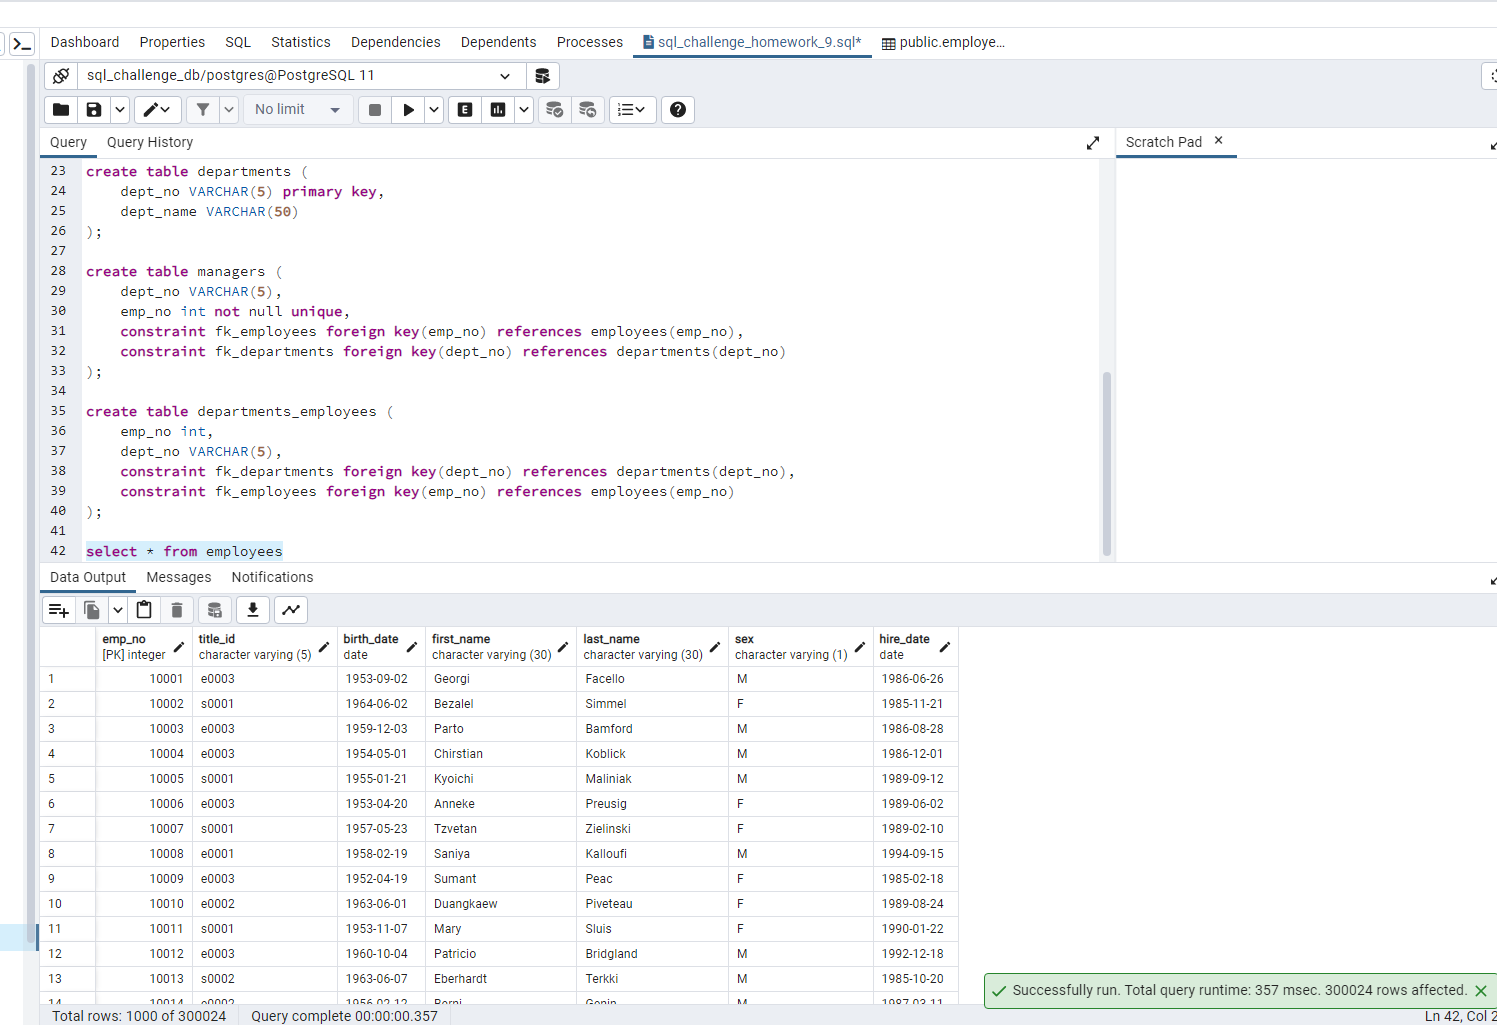 Dashboard Properties SQL Statistics Dependencies Dependents Processes sql_challenge_homework_9.sql* public.employe...
sql_challenge_db/postgres@PostgreSQL 11
No limit E
Query Query History Scratch Pad
23 create table departments (
24 dept_no VARCHAR(5) primary key,
25 dept_name VARCHAR(50)
26 );
27
28 create table managers (
29 dept_no VARCHAR(5),
30 emp_no int not null unique,
31 constraint fk_employees foreign key(emp_no) references employees(emp_no),
32 constraint fk_departments foreign key(dept_no) references departments(dept_no)
33 );
34
35 create table departments_employees (
36 emp_no int,
37 dept_no VARCHAR(5),
38 constraint fk_departments foreign key(dept_no) references departments(dept_no),
39 constraint fk_employees foreign key(emp_no) references employees(emp_no)
40 );
41
42 select * from employees
Data Output Messages Notifications
emp_no title_id birth_date first_name last_name sex hire_date
[PK] integer character varying (5) date character varying (30) character varying (30) character varying (1) date
1 10001 e0003 1953-09-02 Georgi Facello M 1986-06-26
2 10002 s0001 1964-06-02 Bezalel Simmel F 1985-11-21
3 10003 e0003 1959-12-03 Parto Bamford M 1986-08-28
4 10004 e0003 1954-05-01 Chirstian Koblick M 1986-12-01
5 10005 s0001 1955-01-21 Kyoichi Maliniak M 1989-09-12
6 10006 e0003 1953-04-20 Anneke Preusig F 1989-06-02
7 10007 s0001 1957-05-23 Tzvetan Zielinski F 1989-02-10
8 10008 e0001 1958-02-19 Saniya Kalloufi M 1994-09-15
9 10009 e0003 1952-04-19 Sumant Peac F 1985-02-18
10 10010 e0002 1963-06-01 Duangkaew Piveteau F 1989-08-24
11 10011 s0001 1953-11-07 Mary Sluis F 1990-01-22
12 10012 e0003 1960-10-04 Patricio Bridgland M 1992-12-18
13 10013 s0002 1963-06-07 Eberhardt Terkki M 1985-10-20
14 10014 e0002 1956-02-12 Berni Genin M 1987-03-11
Successfully run. Total query runtime: 357 msec. 300024 rows affected.
Total rows: 1000 of 300024 Query complete 00:00:00.357 Ln 42, Col 2